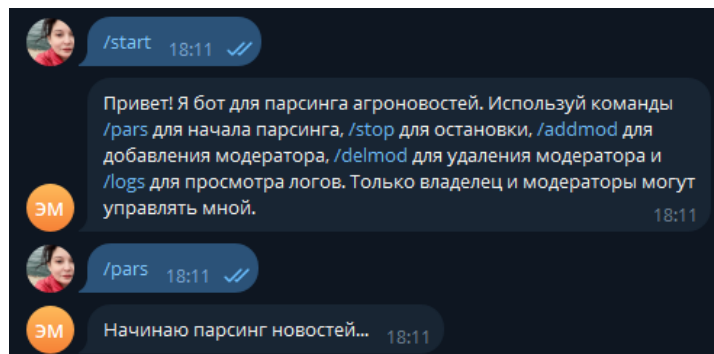 /start 18:11
Привет! Я бот для парсинга агроновостей. Используй команды
/pars для начала парсинга, /stop для остановки, /addmod для
добавления модератора, /delmod для удаления модератора и
/logs для просмотра логов. Только владелец и модераторы могут
ЭМ управлять мной. 18:11
/pars 18:11
ЭМ Начинаю парсинг новостей... 18:11